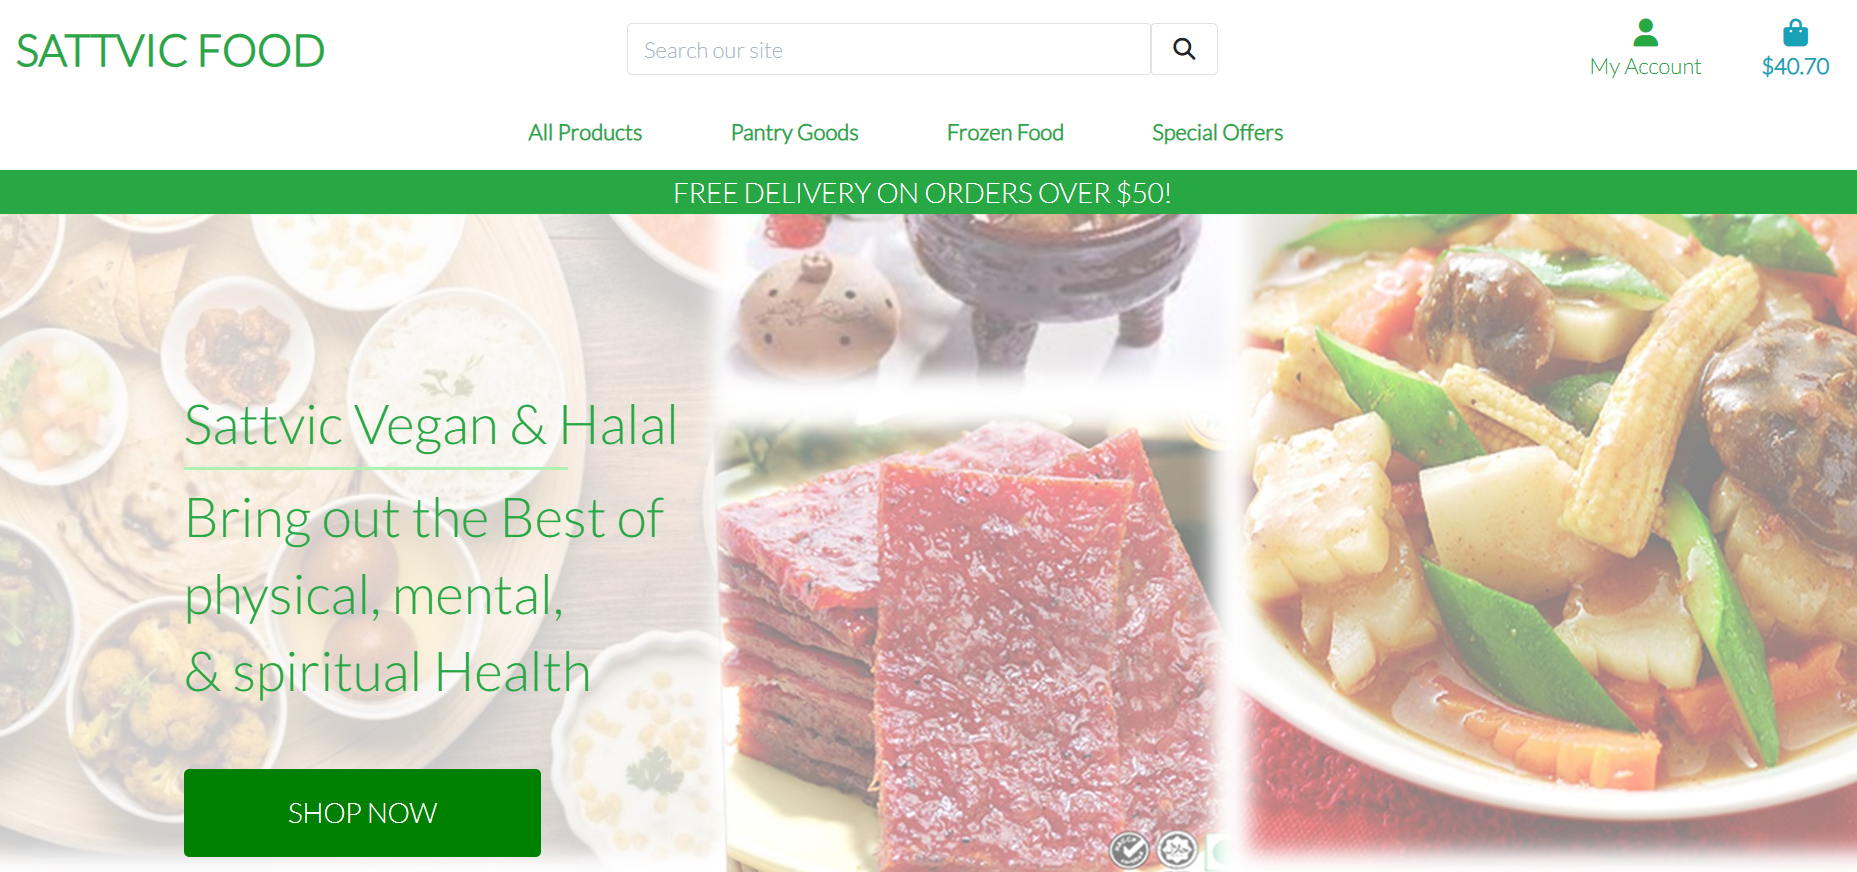 SATTVIC FOOD
Search our site
My Account
$40.70
All Products
Pantry Goods
Frozen Food
Special Offers
FREE DELIVERY ON ORDERS OVER $50!
Sattvic Vegan & Halal
Bring out the Best of
physical, mental,
& spiritual Health
SHOP NOW